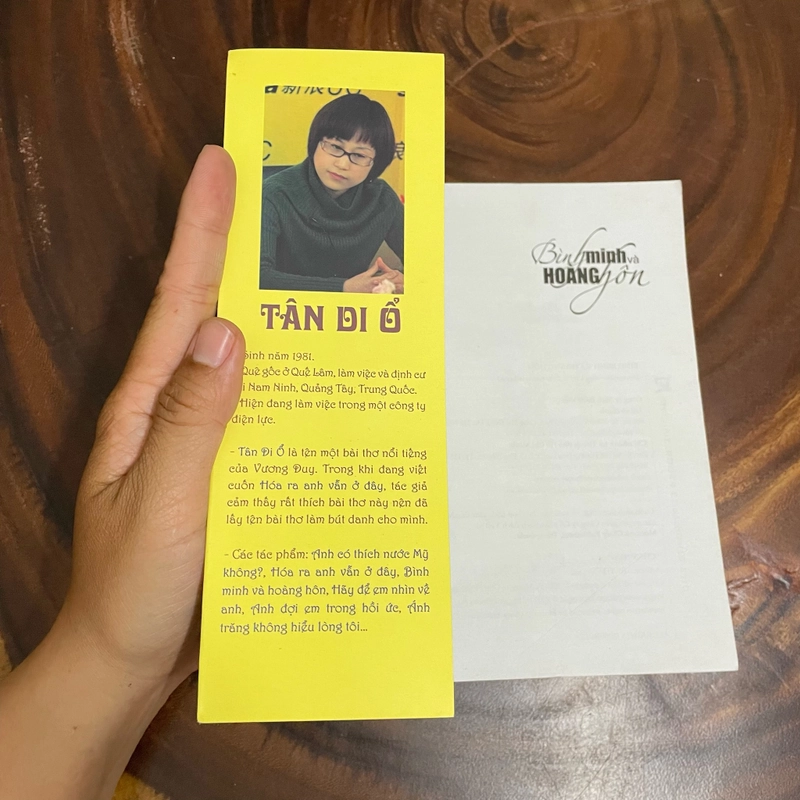 新浪
TÂN DI Ổ
Sinh năm 1981.
Quê gốc ở Quế Lâm, làm việc và định cư
Nam Ninh, Quảng Tây, Trung Quốc.
Hiện đang làm việc trong một công ty
điện lực.
- Tân Di Ổ là tên một bài thơ nổi tiếng
của Vương Duy. Trong khi đang viết
cuốn Hóa ra anh vẫn ở đây, tác giả
cảm thấy rất thích bài thơ này nên đã
lấy tên bài thơ làm bút danh cho mình.
- Các tác phẩm: Anh có thích nước Mỹ
không?, Hóa ra anh vẫn ở đây, Bình
minh và hoàng hôn, Hãy để em nhìn về
anh, Anh đợi em trong hồi ức, Ánh
trăng không hiểu lòng tôi...
Bình minh và
HOÀNG hôn